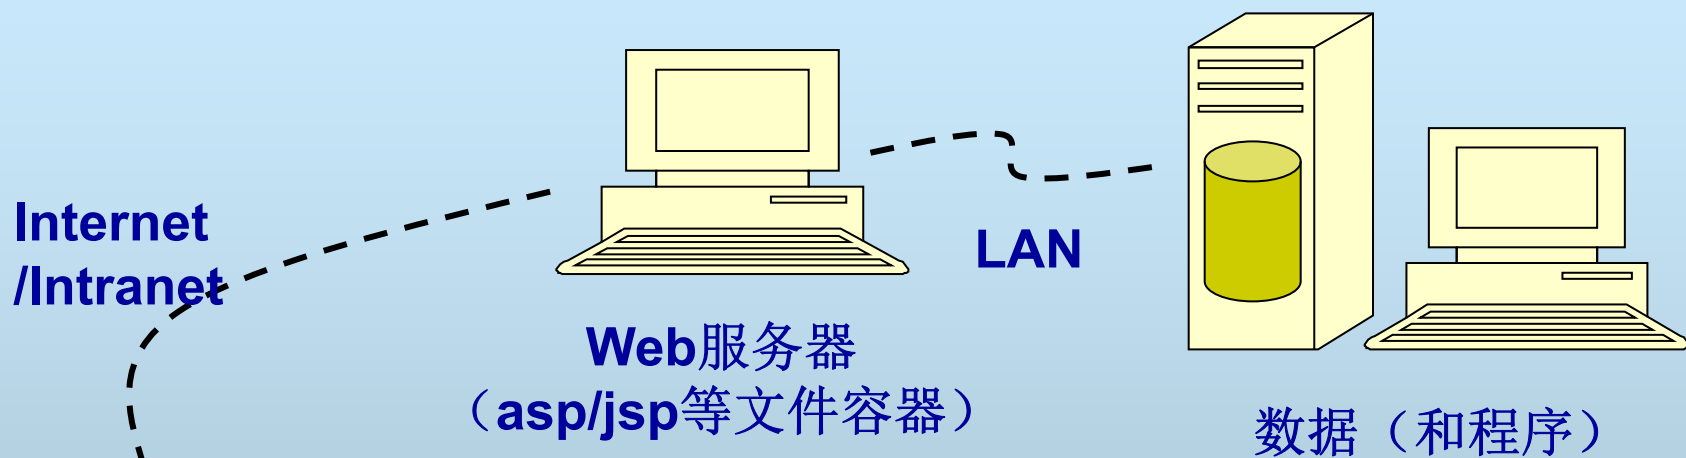 Internet
/Intranet
LAN
Web服务器
（asp/jsp等文件容器）
数据（和程序）